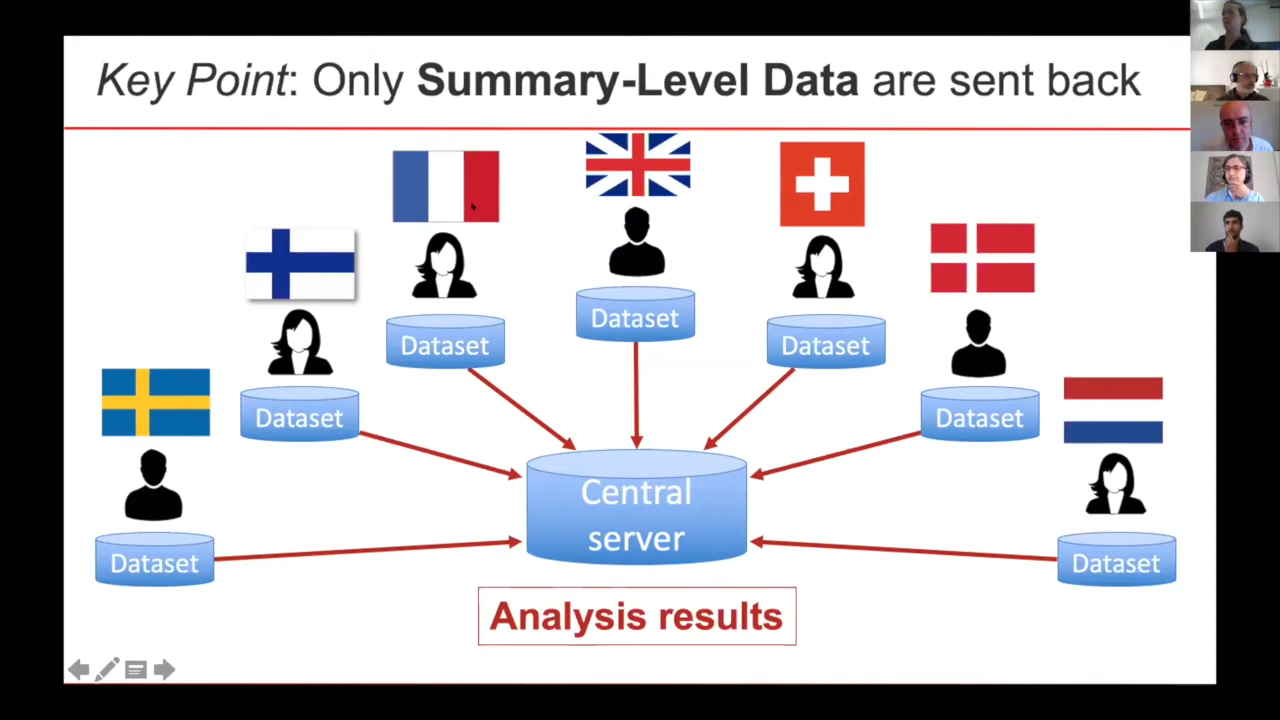 Key Point: Only Summary-Level Data are sent back
Dataset
Dataset
Dataset
Dataset
Dataset
Dataset
Dataset
Central
server
Analysis results